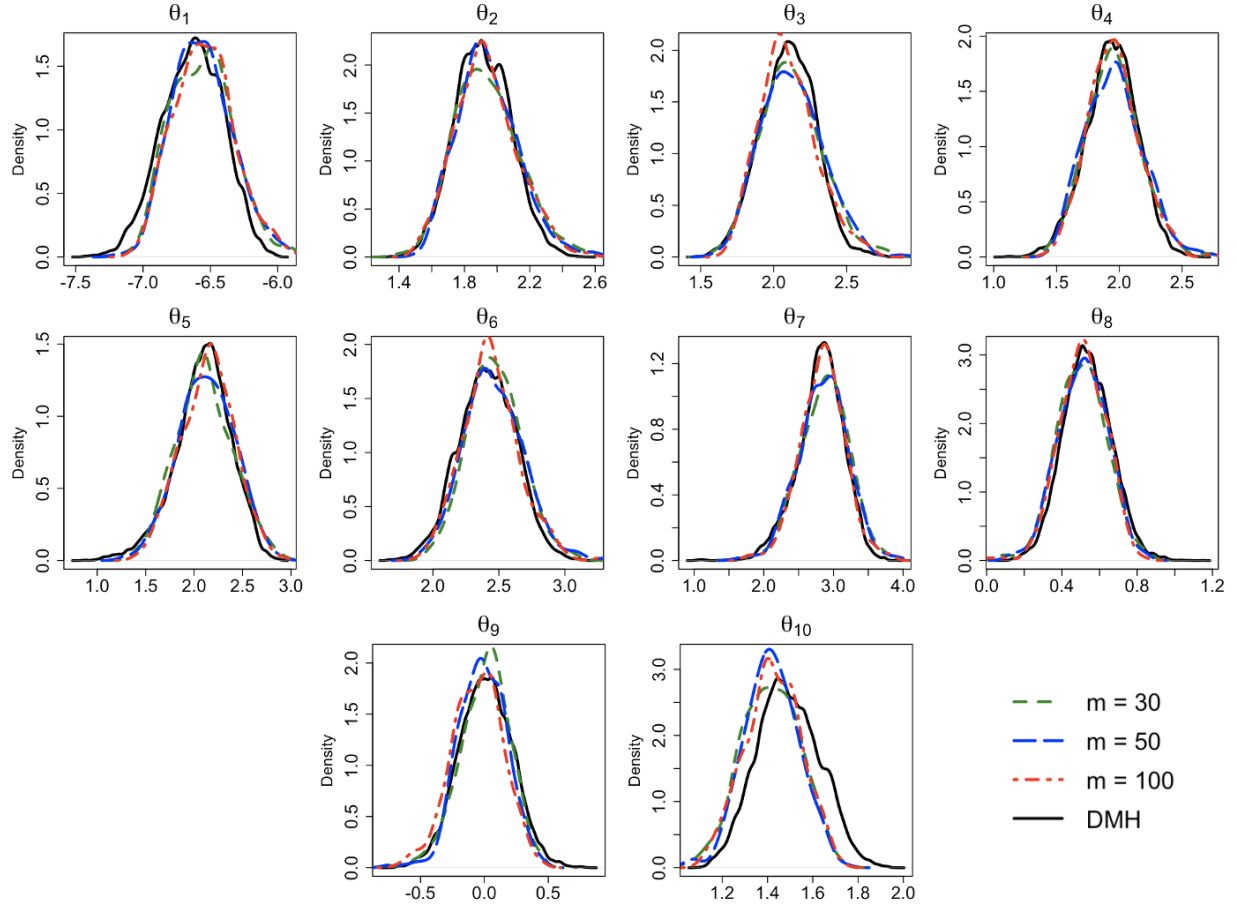 θ1
θ2
θ3
θ4
Density
0.0 0.5 1.0 1.5
-7.5 -7.0 -6.5 -6.0
Density
0.0 0.5 1.0 1.5 2.0
1.4 1.8 2.2 2.6
Density
0.0 0.5 1.0 1.5 2.0
1.5 2.0 2.5
Density
0.0 0.5 1.0 1.5 2.0
1.0 1.5 2.0 2.5
θ5
θ6
θ7
θ8
Density
0.0 0.5 1.0 1.5
1.0 1.5 2.0 2.5 3.0
Density
0.0 0.5 1.0 1.5 2.0
2.0 2.5 3.0
Density
0.0 0.4 0.8 1.2
1.0 2.0 3.0 4.0
Density
0.0 1.0 2.0 3.0
0.0 0.4 0.8 1.2
θ9
θ10
Density
0.0 0.5 1.0 1.5 2.0
-0.5 0.0 0.5
Density
0.0 1.0 2.0 3.0
1.2 1.4 1.6 1.8 2.0
m = 30
m = 50
m = 100
DMH